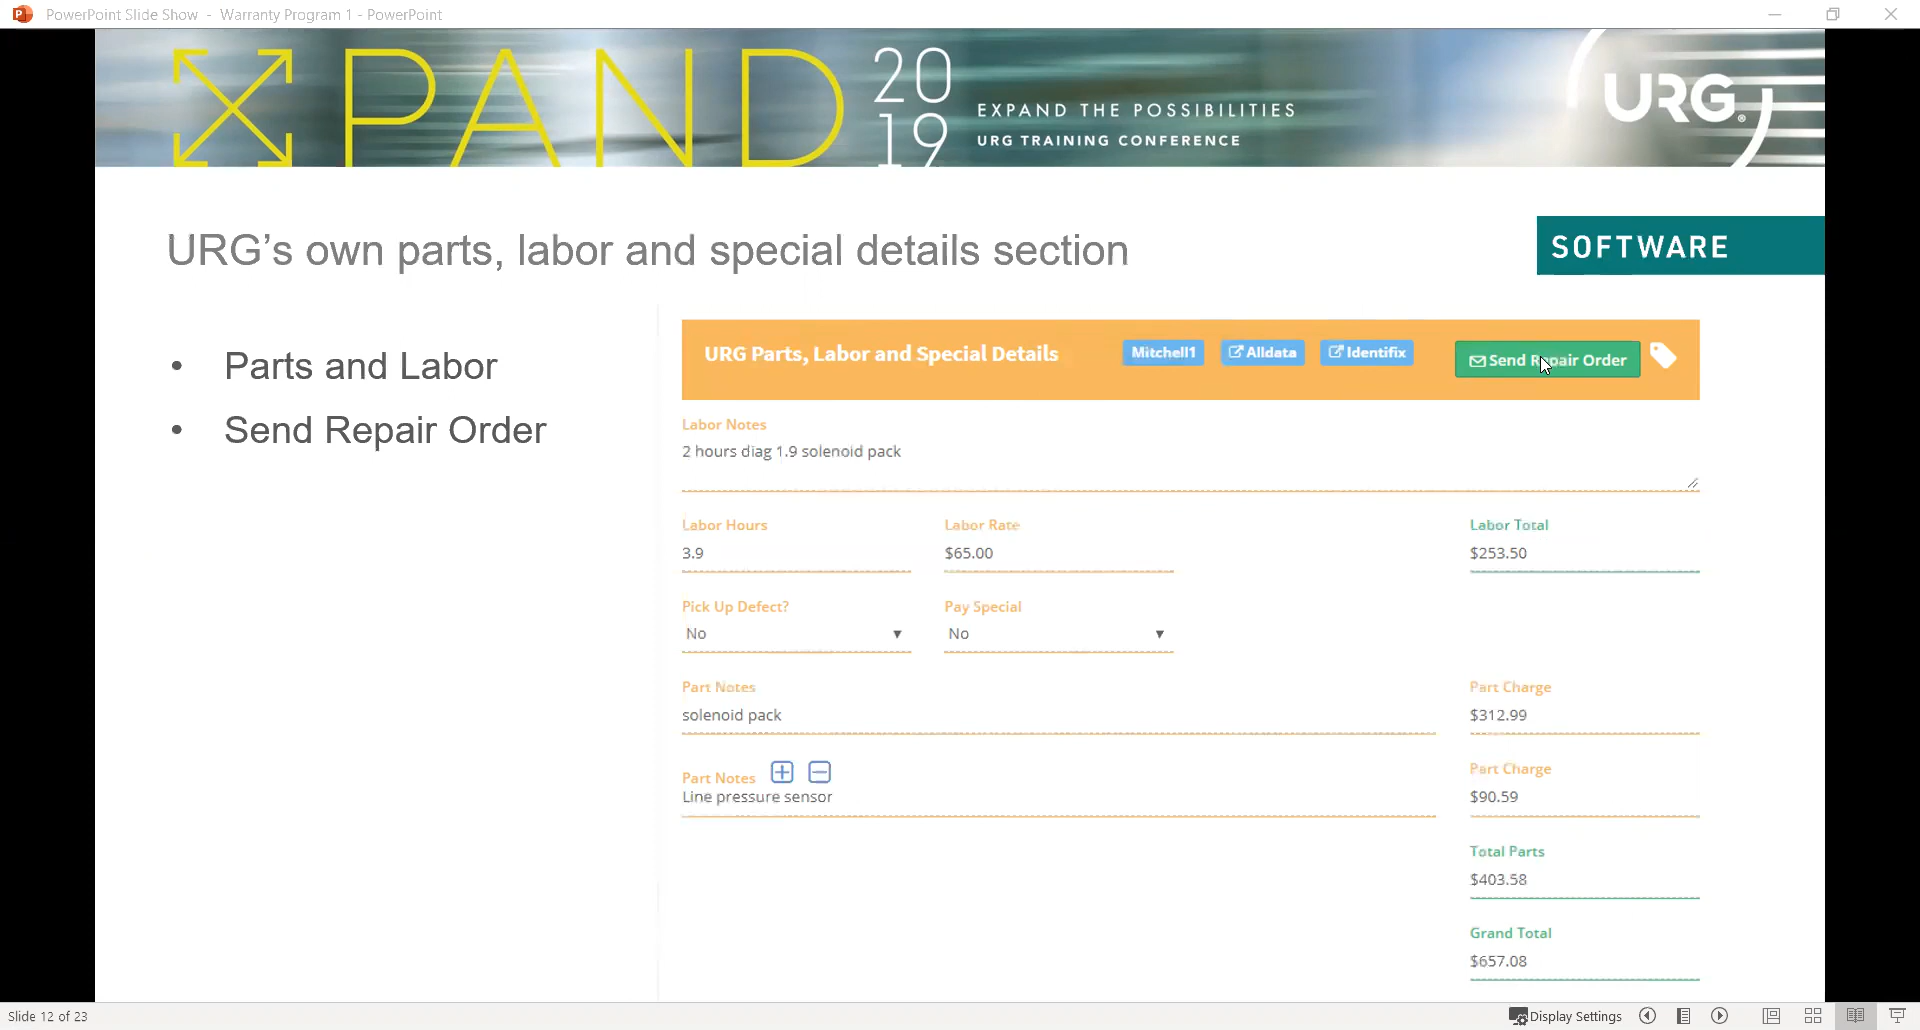 PowerPoint Slide Show - Warranty Program 1 - PowerPoint
XPAND 2019
EXPAND THE POSSIBILITIES
URG TRAINING CONFERENCE
URG®
URG’s own parts, labor and special details section
SOFTWARE
• Parts and Labor
• Send Repair Order
URG Parts, Labor and Special Details
Mitchell1
Alldata
Identifix
Send Repair Order
Labor Notes
2 hours diag 1.9 solenoid pack
Labor Hours Labor Rate Labor Total
3.9 $65.00 $253.50
Pick Up Defect? Pay Special
No No
Part Notes Part Charge
solenoid pack $312.99
Part Notes Part Charge
Line pressure sensor $90.59
Total Parts
$403.58
Grand Total
$657.08
Slide 12 of 23
Display Settings